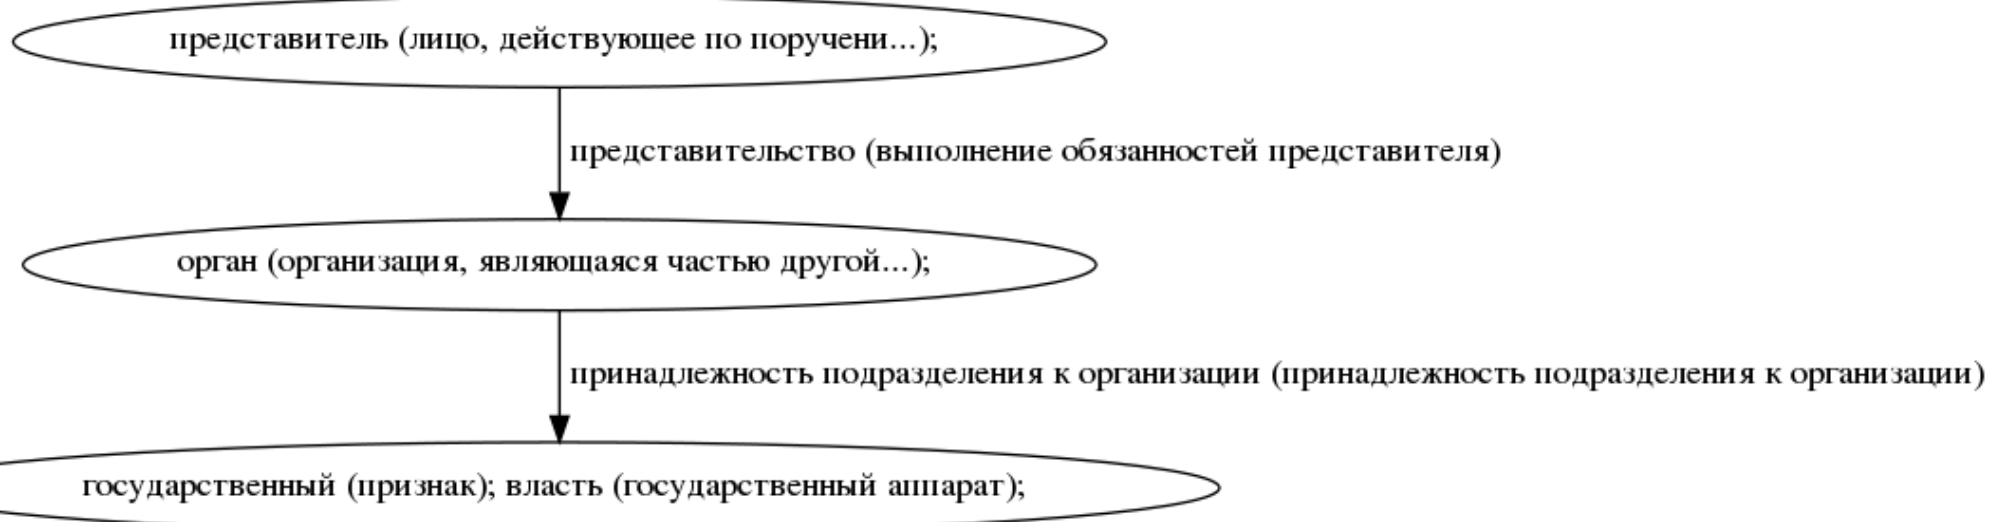 представитель (лицо, действующее по поручени...);
представительство (выполнение обязанностей представителя)
орган (организация, являющаяся частью другой...);
принадлежность подразделения к организации (принадлежность подразделения к организации)
государственный (признак); власть (государственный аппарат);